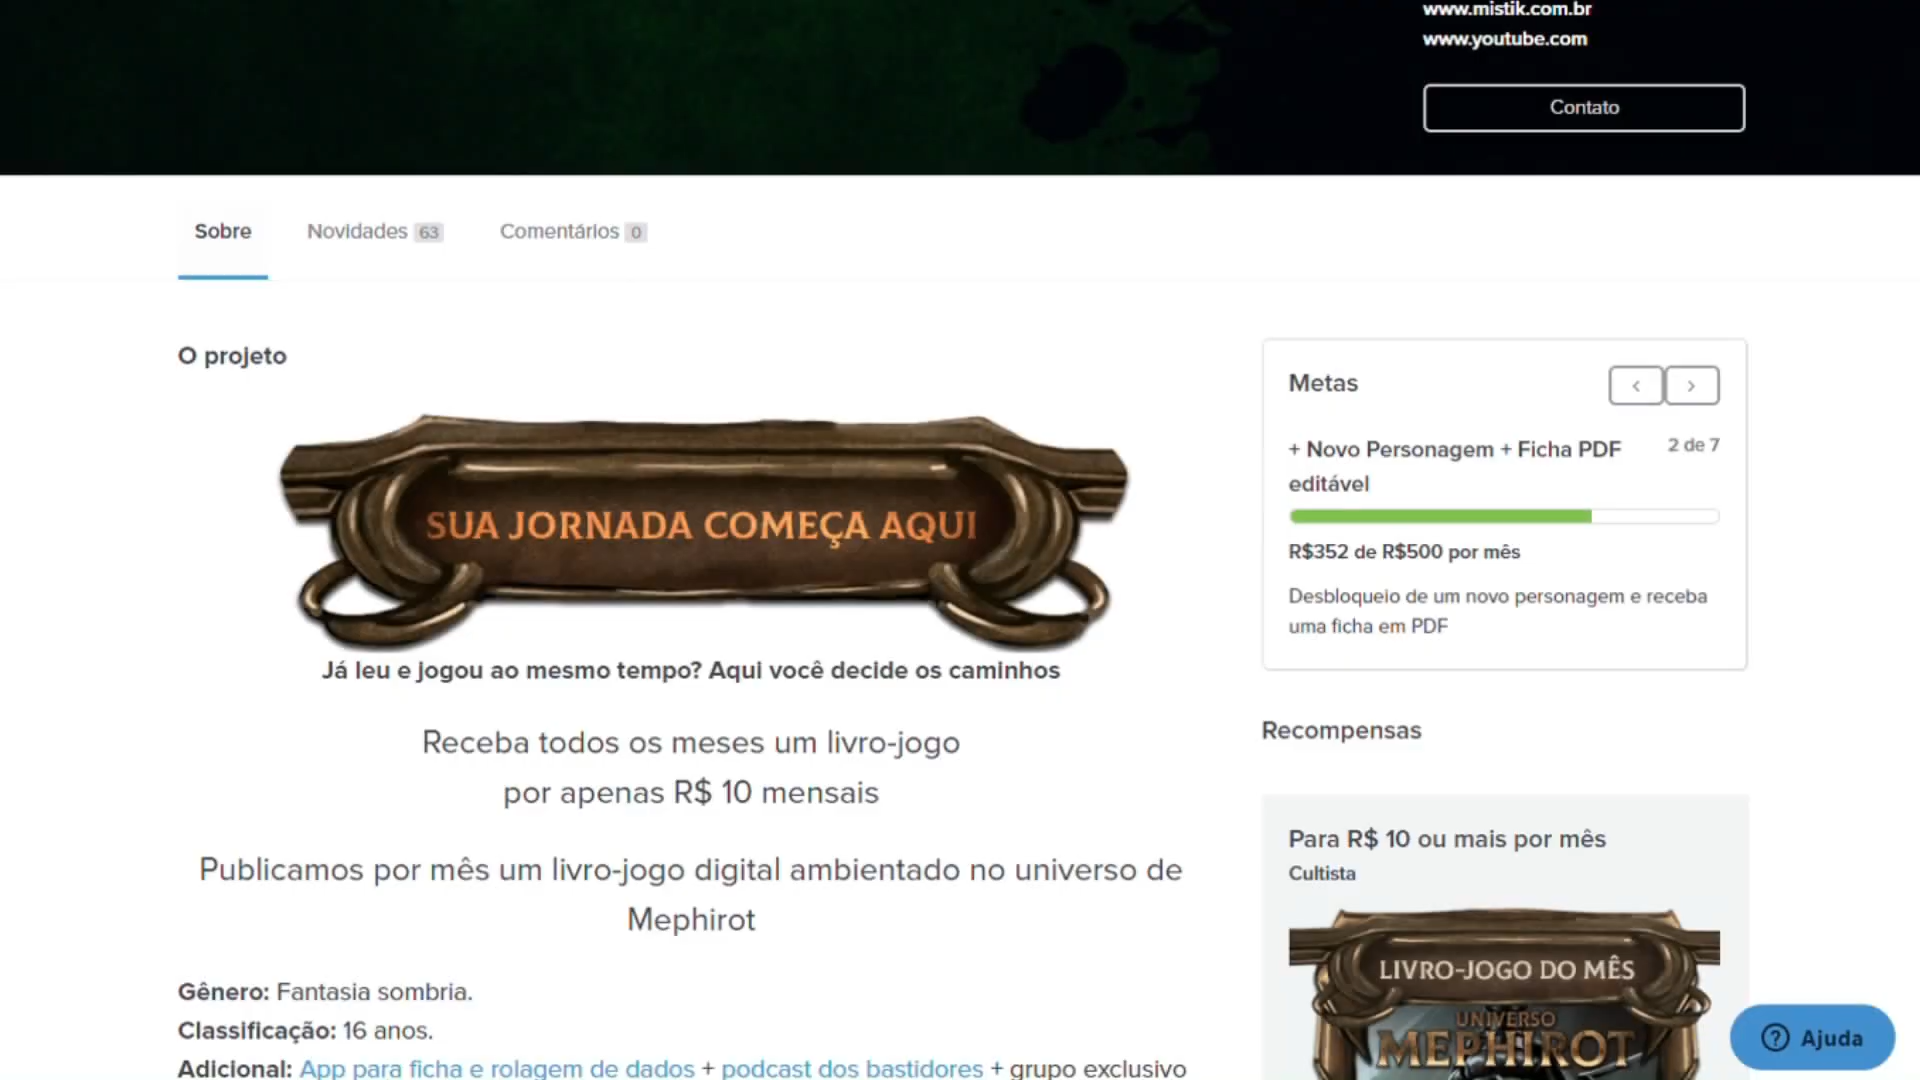 www.mistik.com.br
www.youtube.com
Contato
Sobre
Novidades 63
Comentários 0
O projeto
SUA JORNADA COMEÇA AQUI
Já leu e jogou ao mesmo tempo? Aqui você decide os caminhos
Receba todos os meses um livro-jogo
por apenas R$ 10 mensais
Publicamos por mês um livro-jogo digital ambientado no universo de
Mephirot
Gênero: Fantasia sombria.
Classificação: 16 anos.
Adicional: App para ficha e rolagem de dados + podcast dos bastidores + grupo exclusivo
Metas
+ Novo Personagem + Ficha PDF
editável
2 de 7
R$352 de R$500 por mês
Desbloqueio de um novo personagem e receba
uma ficha em PDF
Recompensas
Para R$ 10 ou mais por mês
Cultista
LIVRO-JOGO DO MÊS
UNIVERSO
MEPHIROT
Ajuda